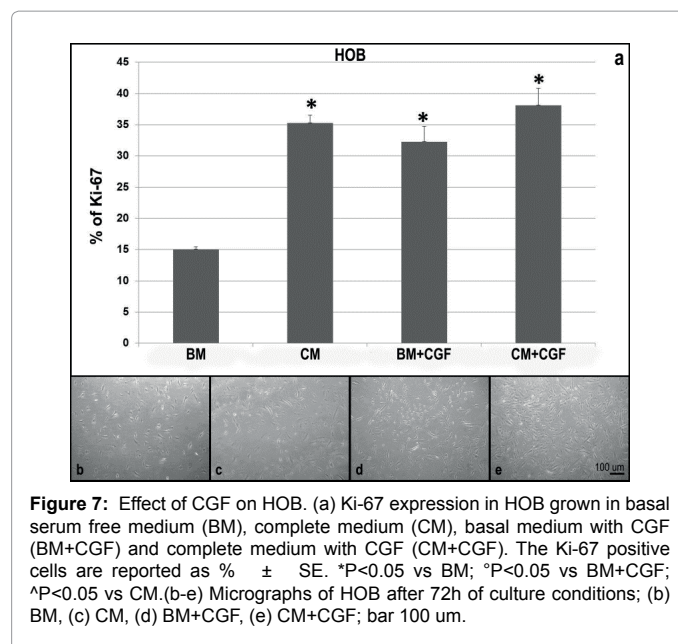 HOB
a
45
40
35
30
25
20
15
10
5
0
% of Ki-67
*
*
*
BM CM BM+CGF CM+CGF
b c d e
100 um
Figure 7: Effect of CGF on HOB. (a) Ki-67 expression in HOB grown in basal
serum free medium (BM), complete medium (CM), basal medium with CGF
(BM+CGF) and complete medium with CGF (CM+CGF). The Ki-67 positive
cells are reported as % ± SE. *P<0.05 vs BM; °P<0.05 vs BM+CGF;
^P<0.05 vs CM.(b-e) Micrographs of HOB after 72h of culture conditions; (b)
BM, (c) CM, (d) BM+CGF, (e) CM+CGF; bar 100 um.